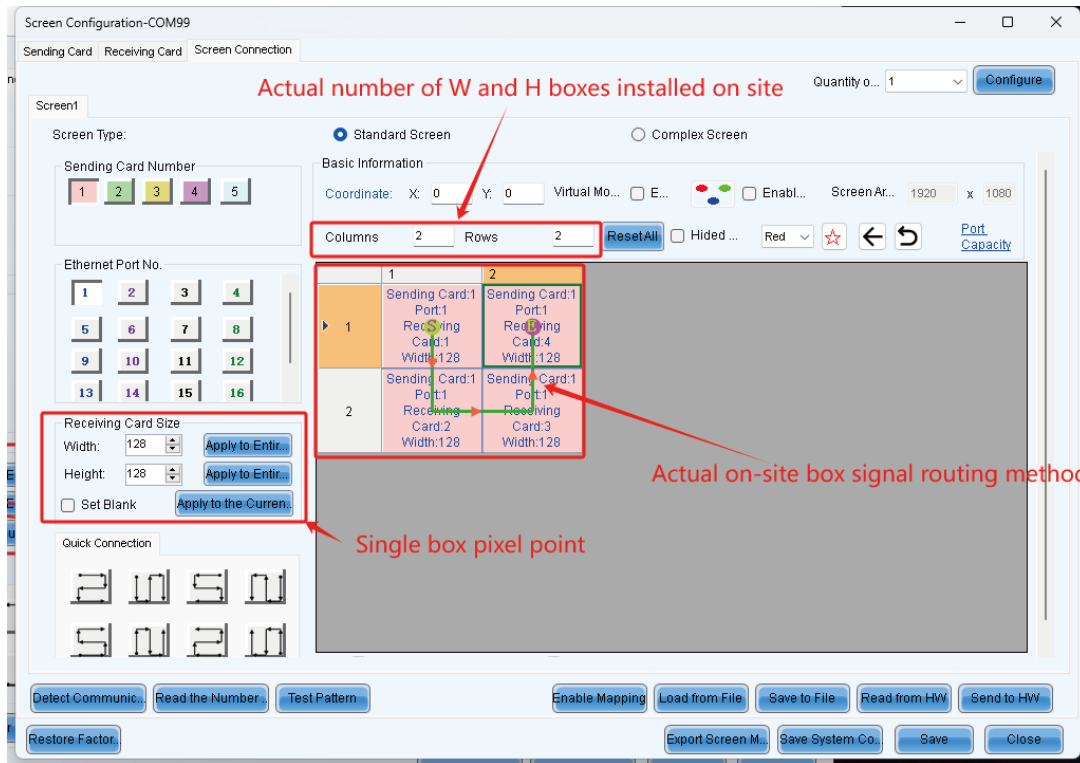 Screen Configuration-COM99
Sending Card Receiving Card Screen Connection
Actual number of W and H boxes installed on site
Quantity o... 1 Configure
Screen1
Screen Type: Standard Screen Complex Screen
Sending Card Number
1 2 3 4 5
Basic Information
Coordinate: X: 0 Y: 0 Virtual Mo... E... Enabl... Screen Ar... 1920 x 1080
Columns 2 Rows 2 ResetAll Hided ... Red Port
Capacity
Ethernet Port No.
1 2 3 4
5 6 7 8
9 10 11 12
13 14 15 16
1 2
1
Sending Card:1
Port:1
Receiving
Card:1
Width:128
Sending Card:1
Port:1
Receiving
Card:4
Width:128
2
Sending Card:1
Port:1
Receiving
Card:2
Width:128
Sending Card:1
Port:1
Receiving
Card:3
Width:128
Receiving Card Size
Width: 128 Apply to Entir...
Height: 128 Apply to Entir...
Set Blank Apply to the Curren..
Actual on-site box signal routing method
Single box pixel point
Quick Connection
Detect Communic.. Read the Number .. Test Pattern Enable Mapping Load from File Save to File Read from HW Send to HW
Restore Factor.. Export Screen M... Save System Co.. Save Close